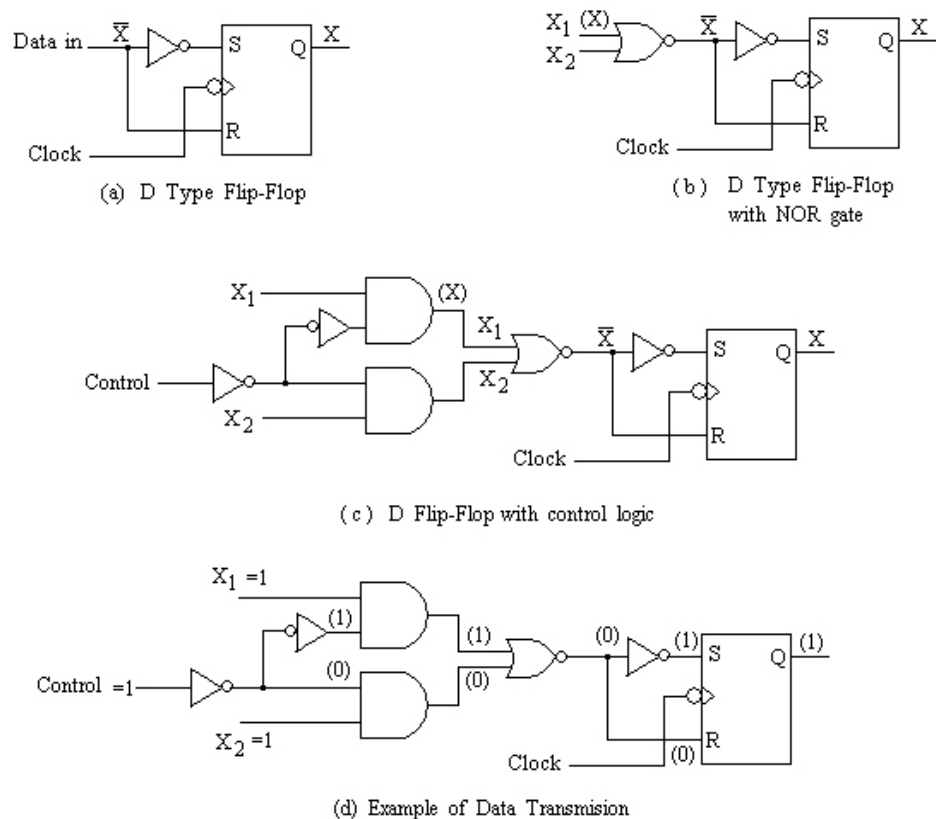 Data in
X̅
S
Q
X
R
Clock
(a) D Type Flip-Flop
X1 (X)
X2
X̅
S
Q
X
R
Clock
(b) D Type Flip-Flop
with NOR gate
X1
(X)
X1
X2
Control
X2
X̅
S
Q
X
R
Clock
(c) D Flip-Flop with control logic
X1 =1
(1)
(1)
(0)
(0)
Control =1
X2 =1
(0)
(1)
S
Q
(1)
R
(0)
Clock
(d) Example of Data Transmision